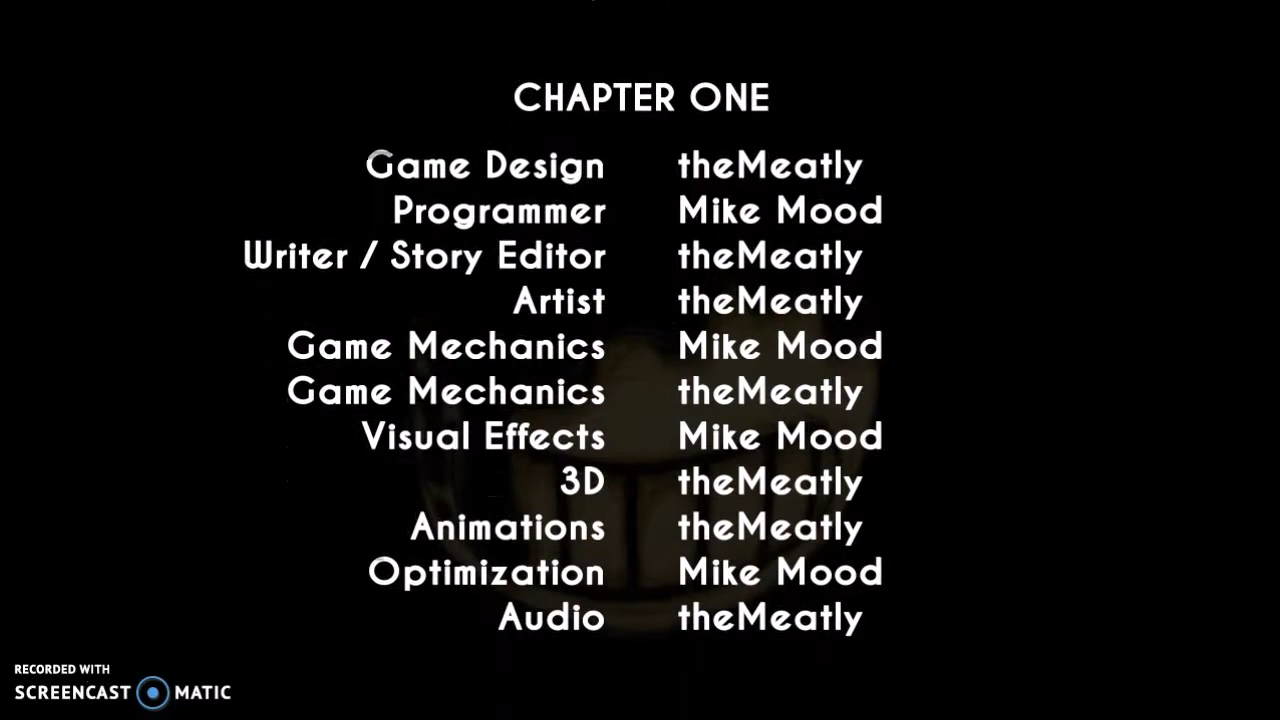 CHAPTER ONE
Game Design theMeatly
Programmer Mike Mood
Writer / Story Editor theMeatly
Artist theMeatly
Game Mechanics Mike Mood
Game Mechanics theMeatly
Visual Effects Mike Mood
3D theMeatly
Animations theMeatly
Optimization Mike Mood
Audio theMeatly
RECORDED WITH
SCREENCAST MATIC